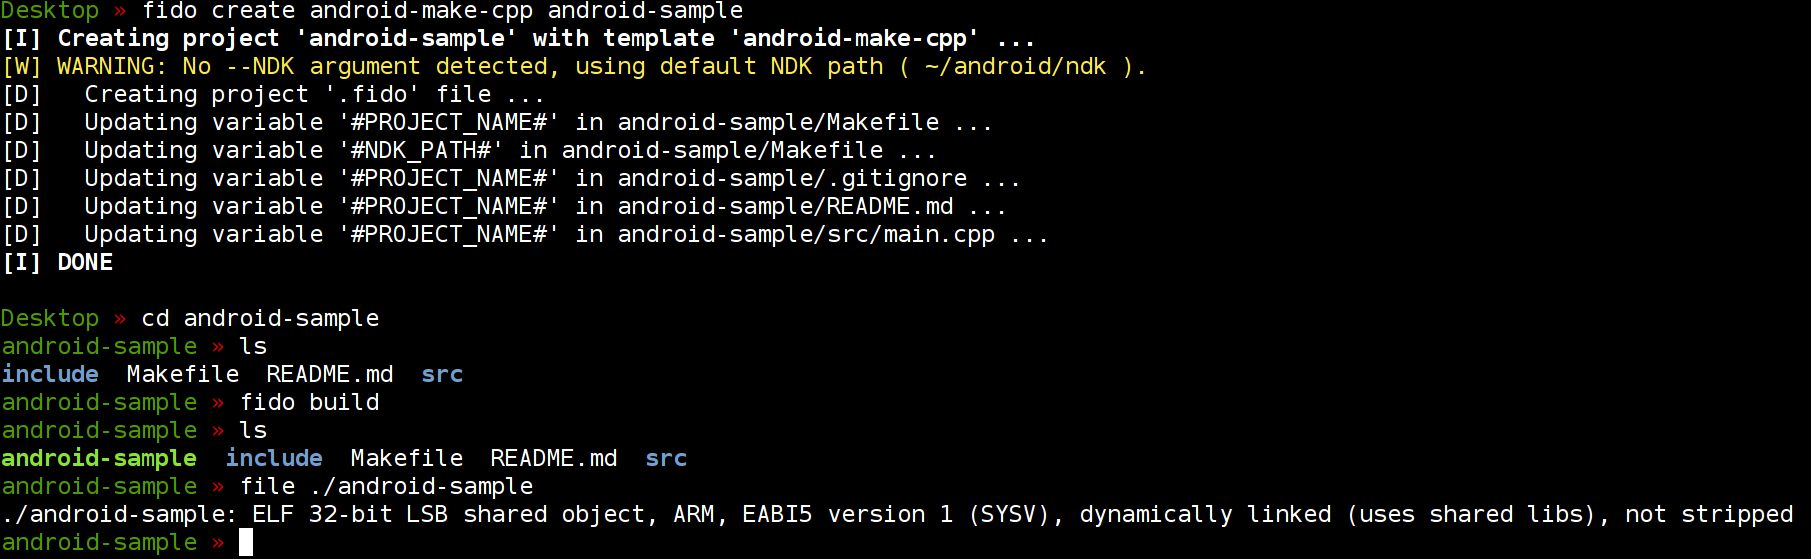 Desktop » fido create android-make-cpp android-sample
[I] Creating project 'android-sample' with template 'android-make-cpp' ...
[W] WARNING: No --NDK argument detected, using default NDK path ( ~/android/ndk ).
[D]   Creating project '.fido' file ...
[D]   Updating variable '#PROJECT_NAME#' in android-sample/Makefile ...
[D]   Updating variable '#NDK_PATH#' in android-sample/Makefile ...
[D]   Updating variable '#PROJECT_NAME#' in android-sample/.gitignore ...
[D]   Updating variable '#PROJECT_NAME#' in android-sample/README.md ...
[D]   Updating variable '#PROJECT_NAME#' in android-sample/src/main.cpp ...
[I] DONE
Desktop » cd android-sample
android-sample » ls
include  Makefile  README.md  src
android-sample » fido build
android-sample » ls
android-sample  include  Makefile  README.md  src
android-sample » file ./android-sample
./android-sample: ELF 32-bit LSB shared object, ARM, EABI5 version 1 (SYSV), dynamically linked (uses shared libs), not stripped
android-sample »